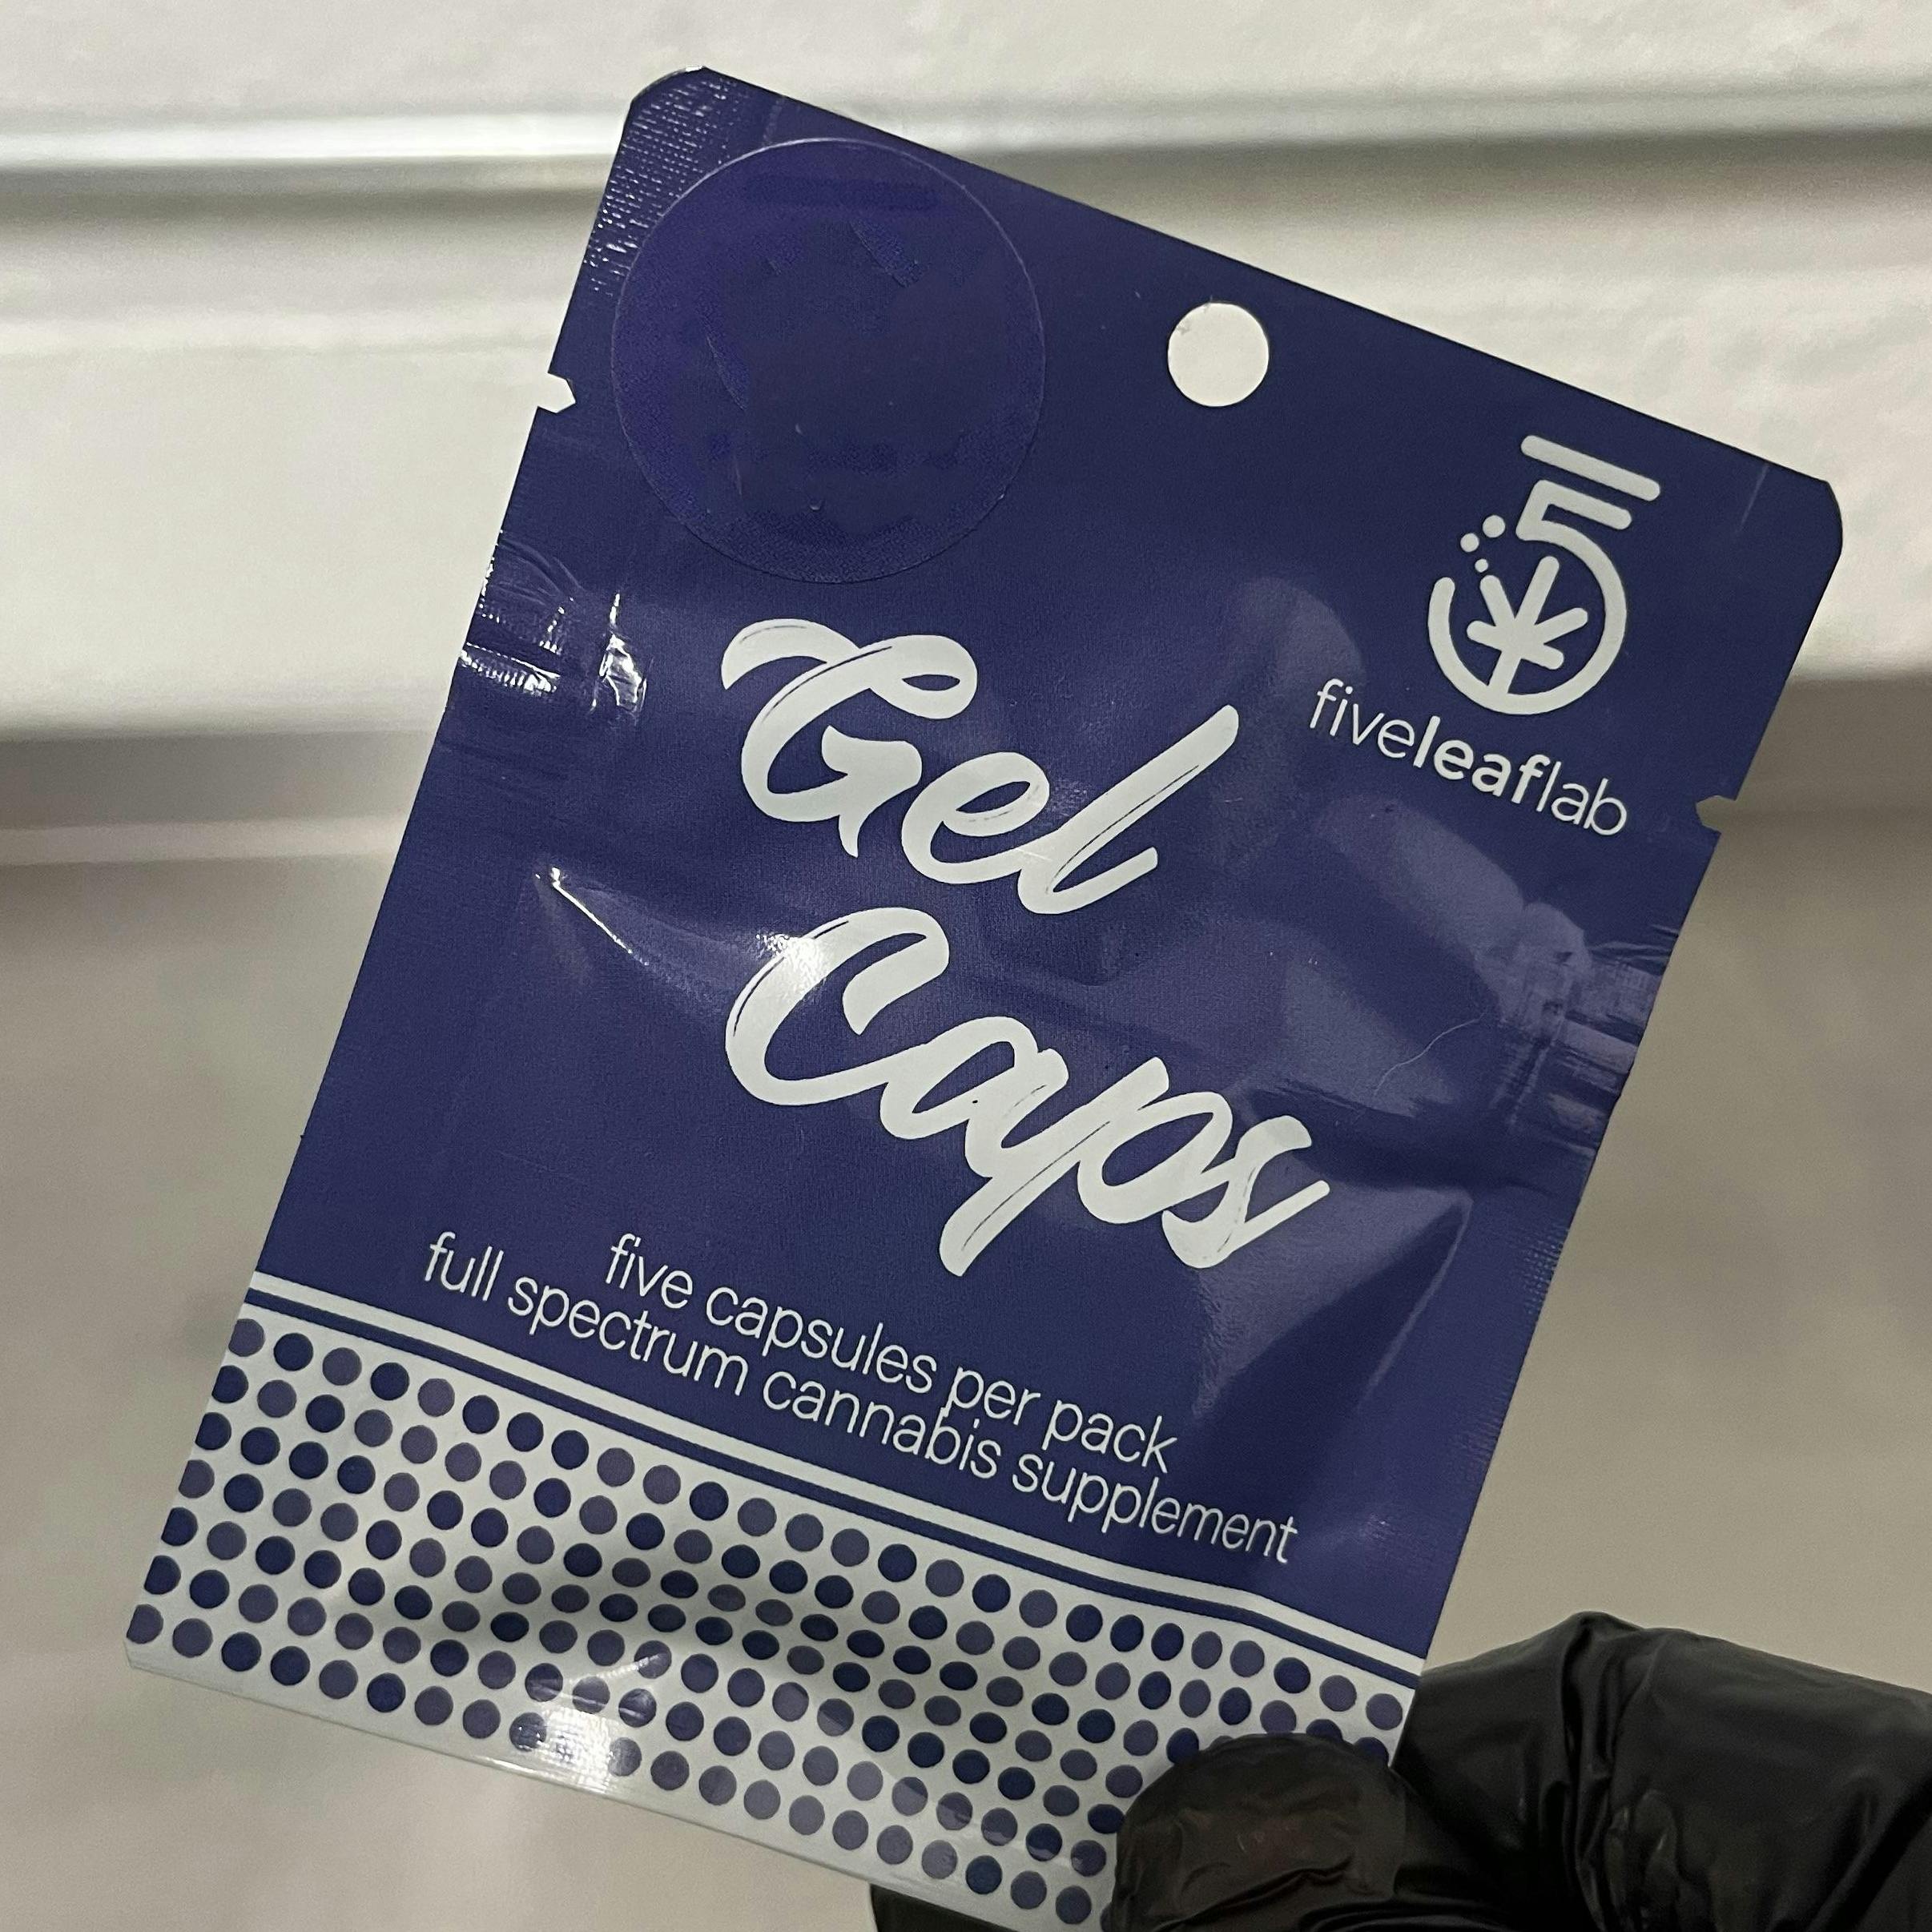 5
fiveleaflab
Gel
Caps
five capsules per pack
full spectrum cannabis supplement